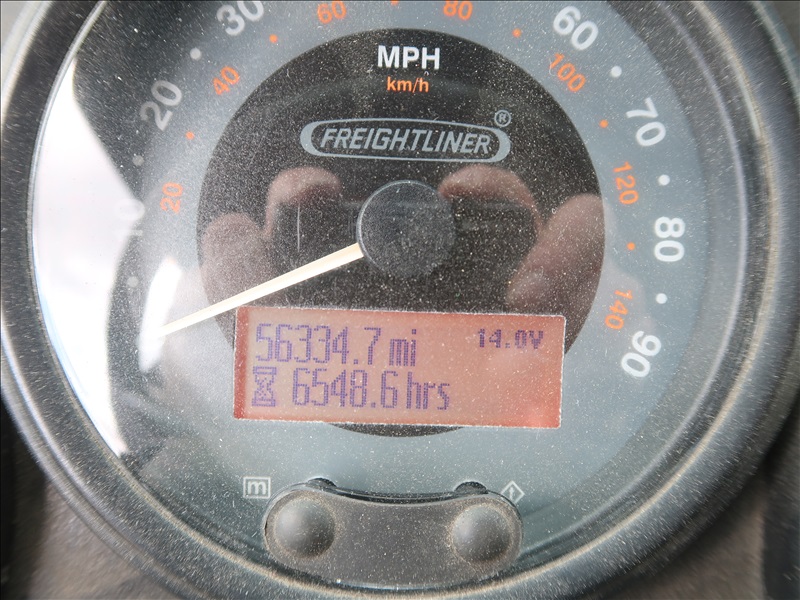 MPH
km/h
FREIGHTLINER ®
10 20 30 60 70 80 90
20 40 60 80 100 120 140
56334.7 mi 14.0V
6548.6 hrs
m